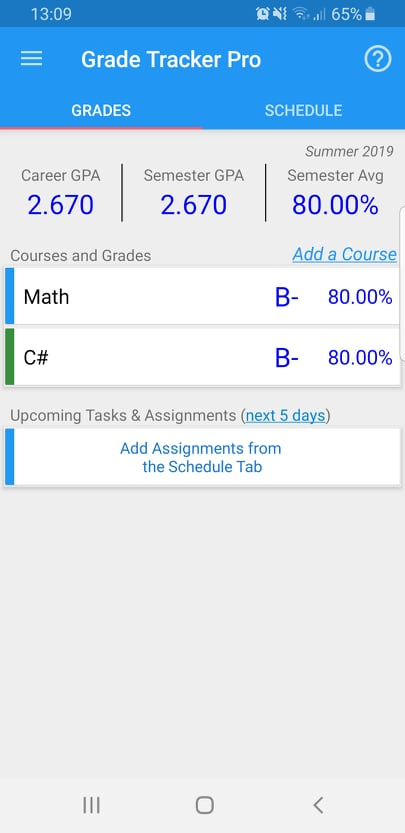 13:09 65%
Grade Tracker Pro
GRADES SCHEDULE
Summer 2019
Career GPA Semester GPA Semester Avg
2.670 2.670 80.00%
Courses and Grades Add a Course
Math B- 80.00%
C# B- 80.00%
Upcoming Tasks & Assignments (next 5 days)
Add Assignments from
the Schedule Tab